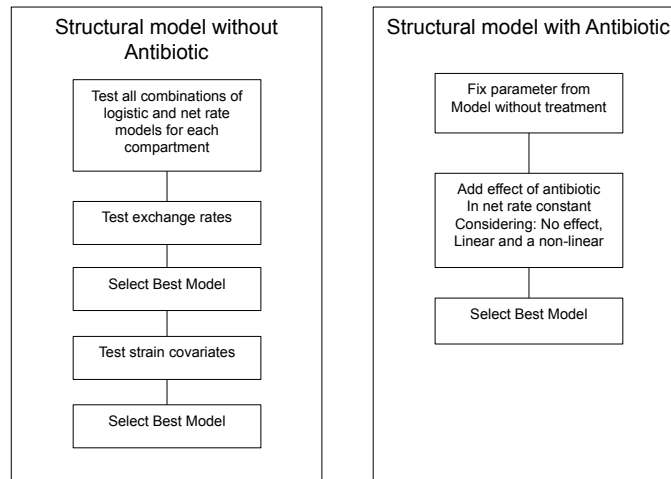 Structural model without
Antibiotic
Test all combinations of
logistic and net rate
models for each
compartment
Test exchange rates
Select Best Model
Test strain covariates
Select Best Model
Structural model with Antibiotic
Fix parameter from
Model without treatment
Add effect of antibiotic
In net rate constant
Considering: No effect,
Linear and a non-linear
Select Best Model